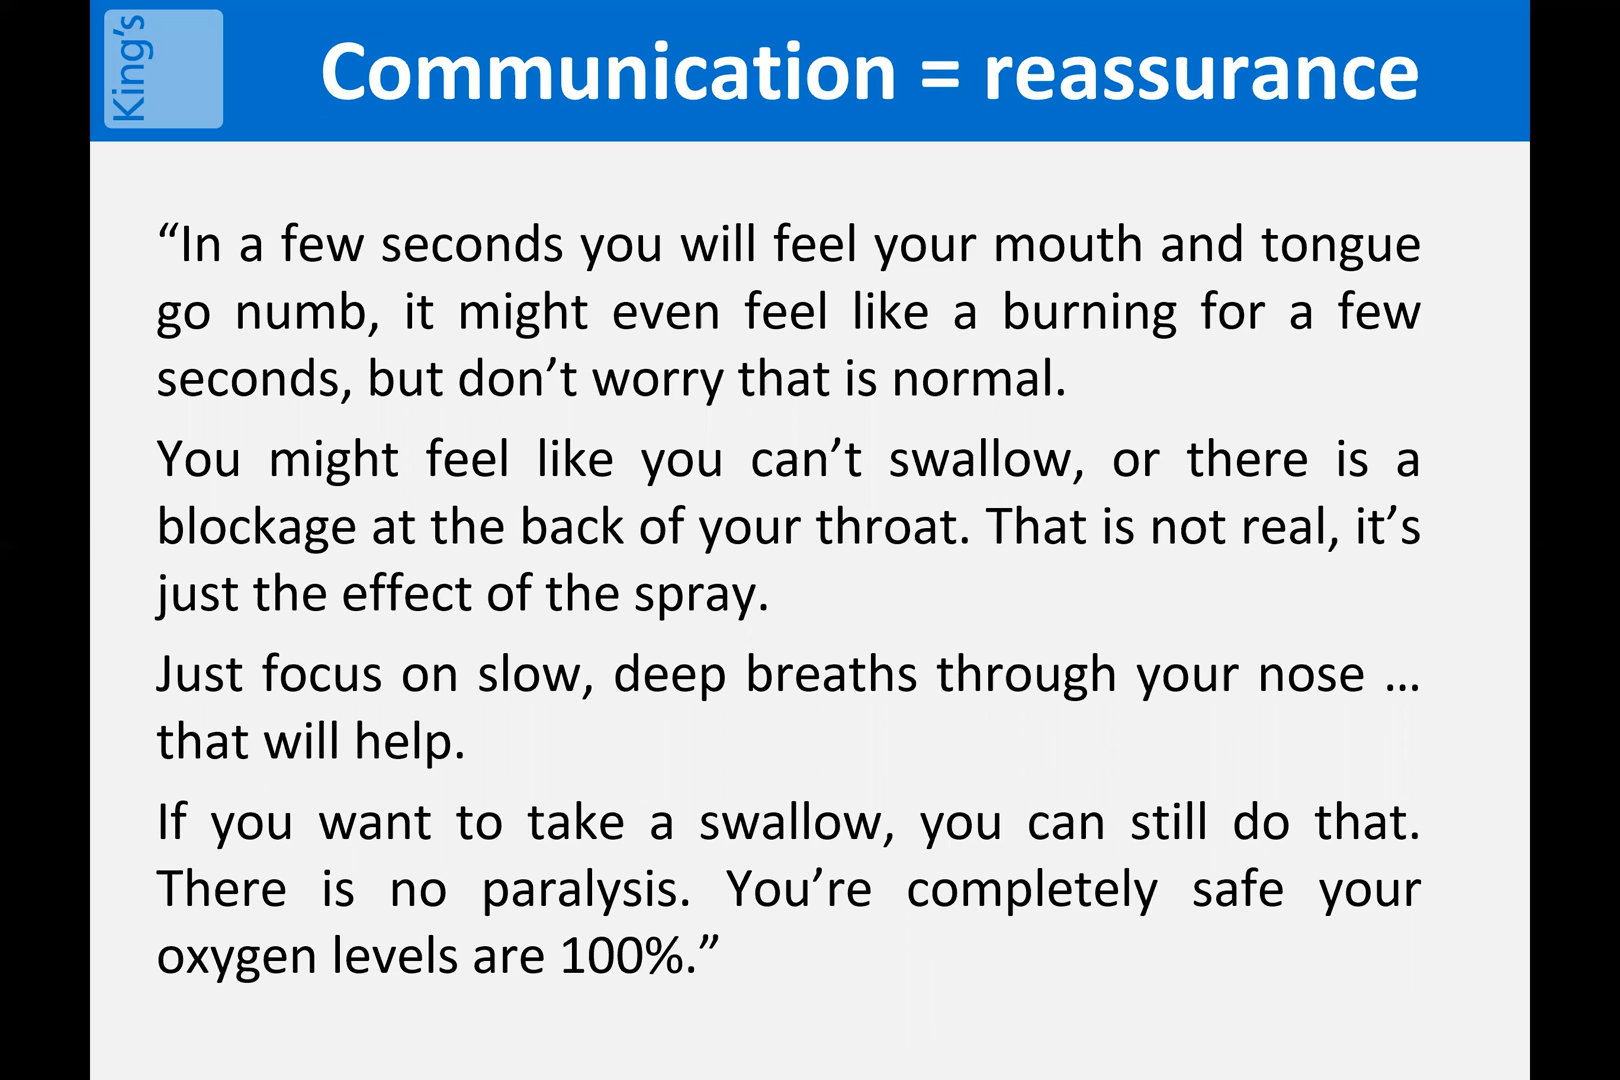 King’s
Communication = reassurance
“In a few seconds you will feel your mouth and tongue
go numb, it might even feel like a burning for a few
seconds, but don’t worry that is normal.
You might feel like you can’t swallow, or there is a
blockage at the back of your throat. That is not real, it’s
just the effect of the spray.
Just focus on slow, deep breaths through your nose …
that will help.
If you want to take a swallow, you can still do that.
There is no paralysis. You’re completely safe your
oxygen levels are 100%.”